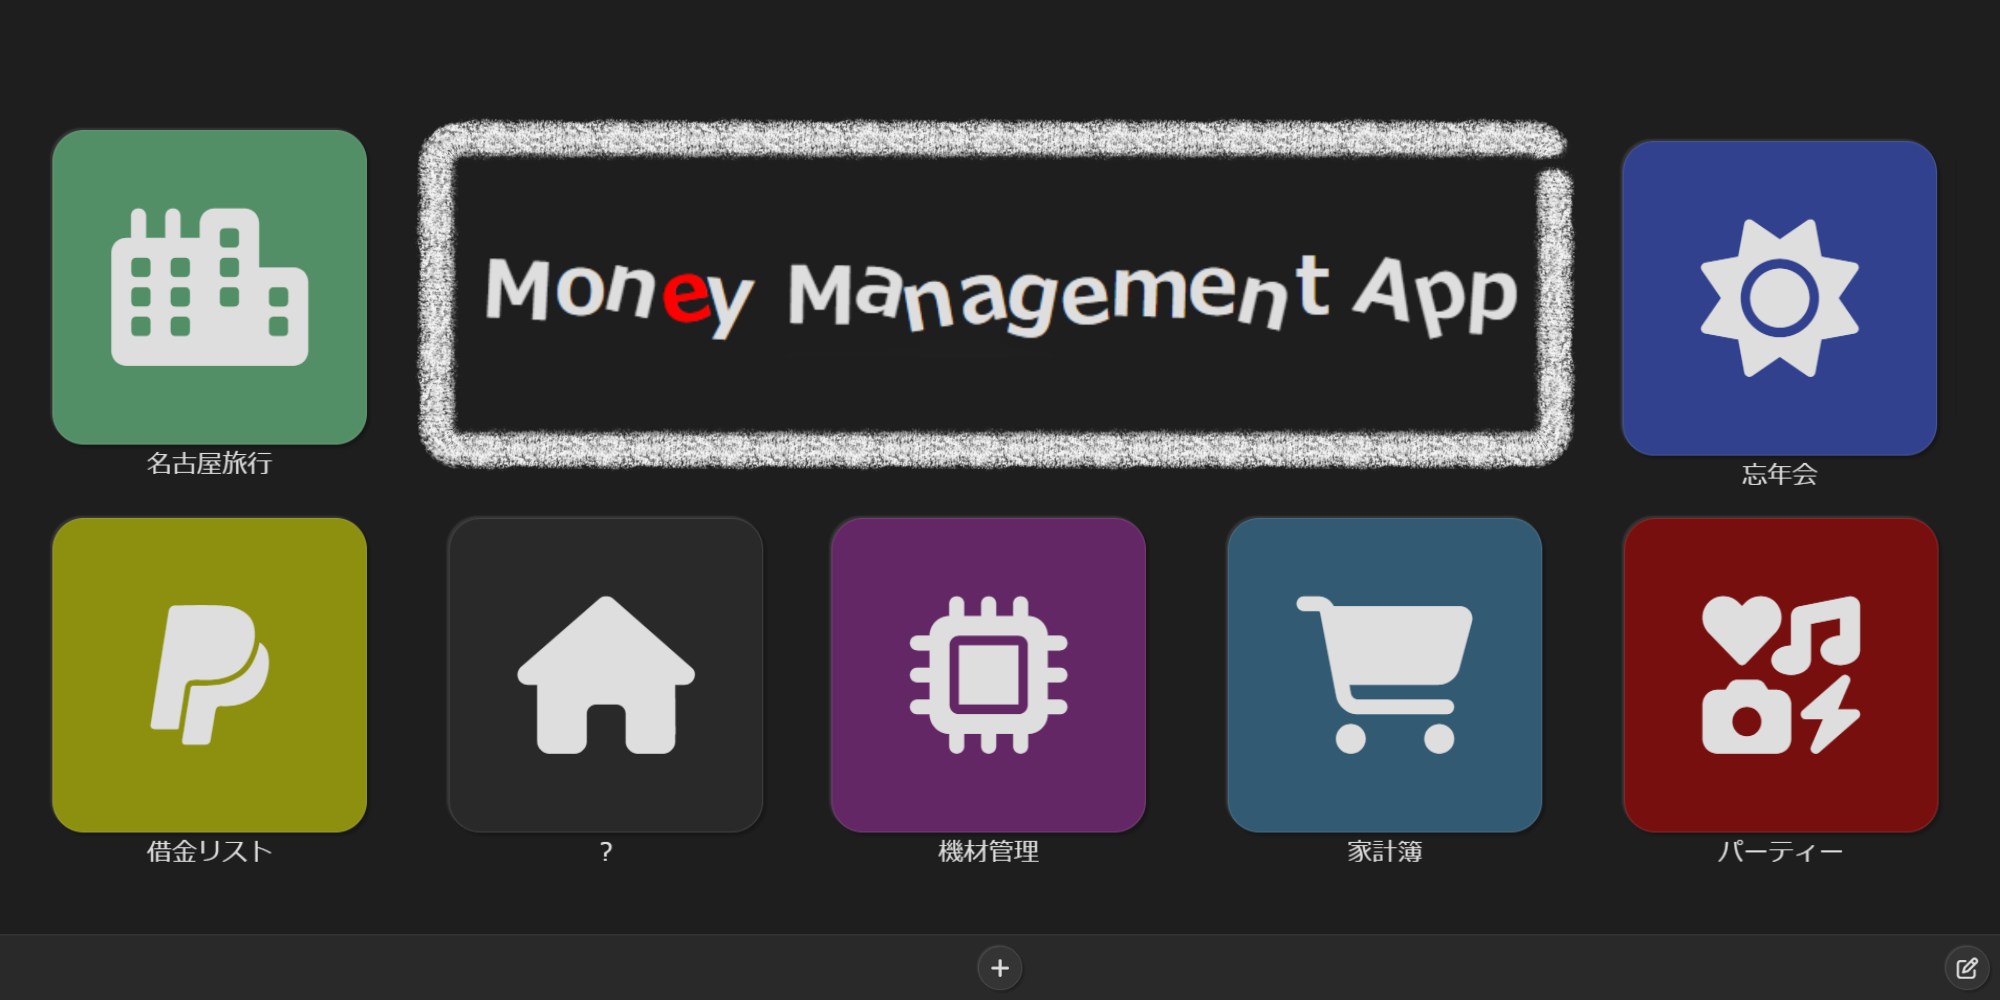 Money Management App
名古屋旅行
忘年会
借金リスト
?
機材管理
家計簿
パーティー